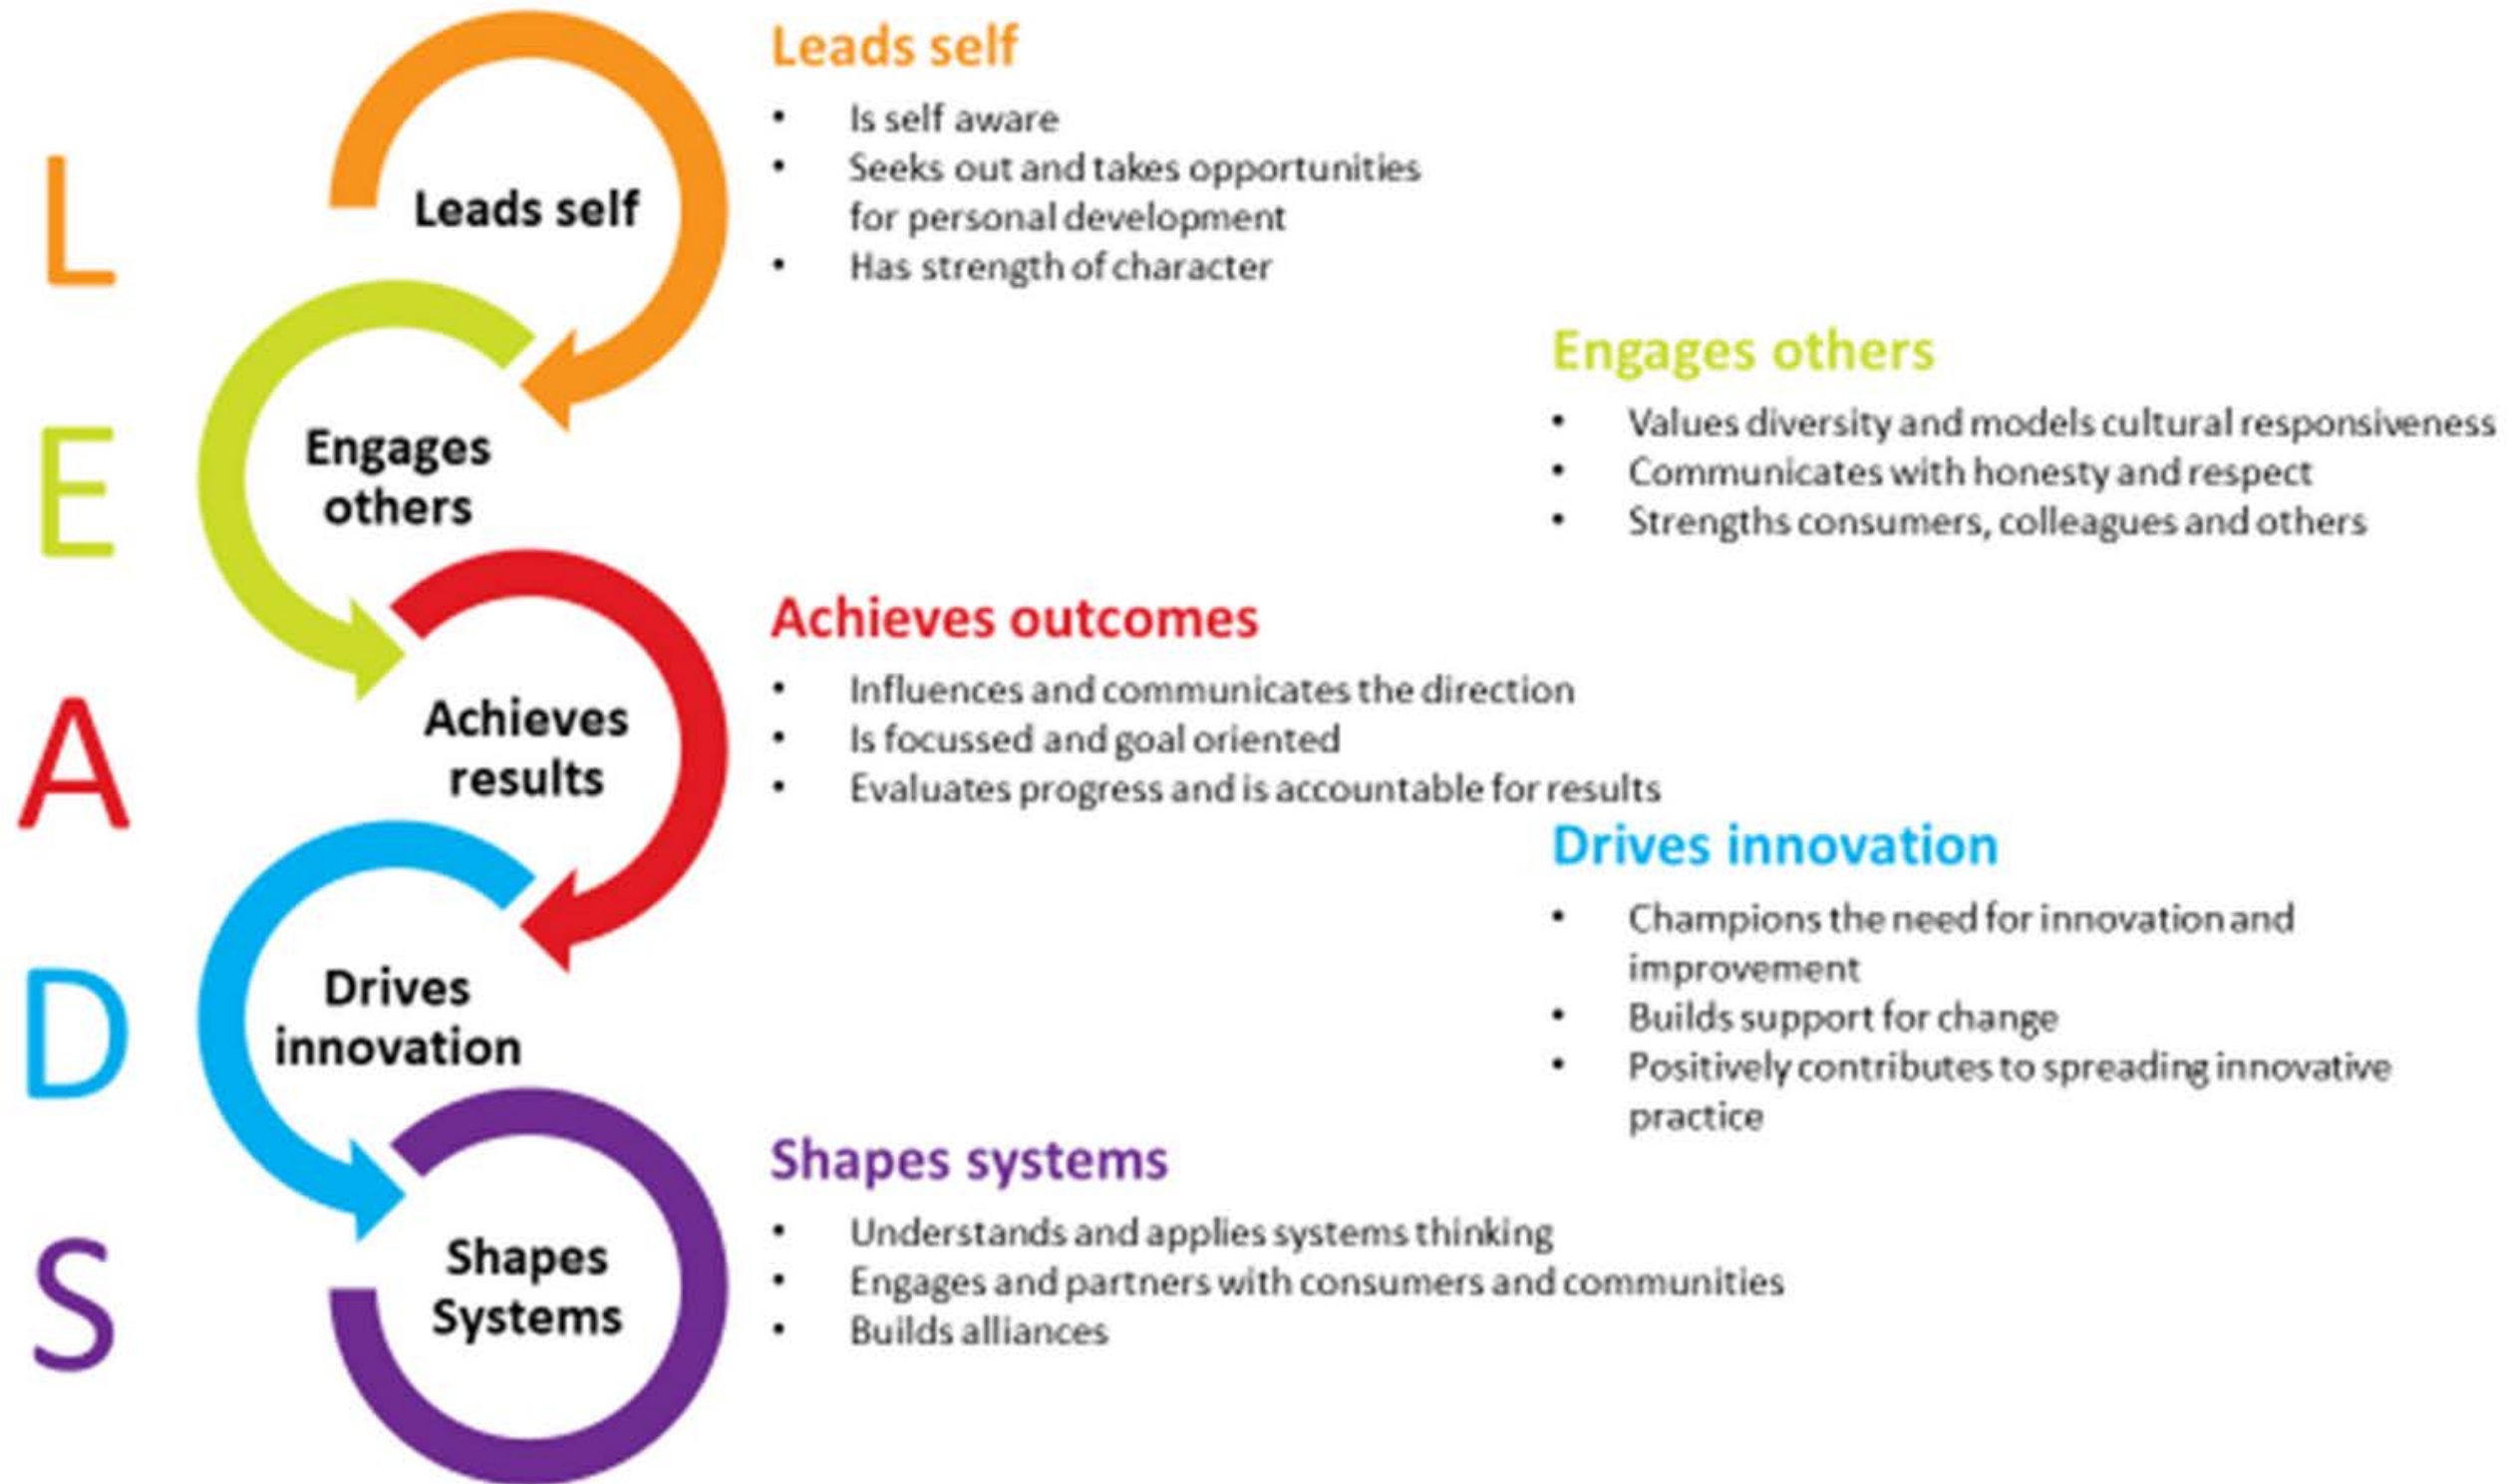 L
Leads self
Leads self
• Is self aware
• Seeks out and takes opportunities
for personal development
• Has strength of character
E
Engages
others
Engages others
• Values diversity and models cultural responsiveness
• Communicates with honesty and respect
• Strengths consumers, colleagues and others
A
Achieves
results
Achieves outcomes
• Influences and communicates the direction
• Is focussed and goal oriented
• Evaluates progress and is accountable for results
D
Drives
innovation
Drives innovation
• Champions the need for innovation and
improvement
• Builds support for change
• Positively contributes to spreading innovative
practice
S
Shapes
Systems
Shapes systems
• Understands and applies systems thinking
• Engages and partners with consumers and communities
• Builds alliances